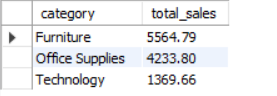 category total_sales
Furniture 5564.79
Office Supplies 4233.80
Technology 1369.66